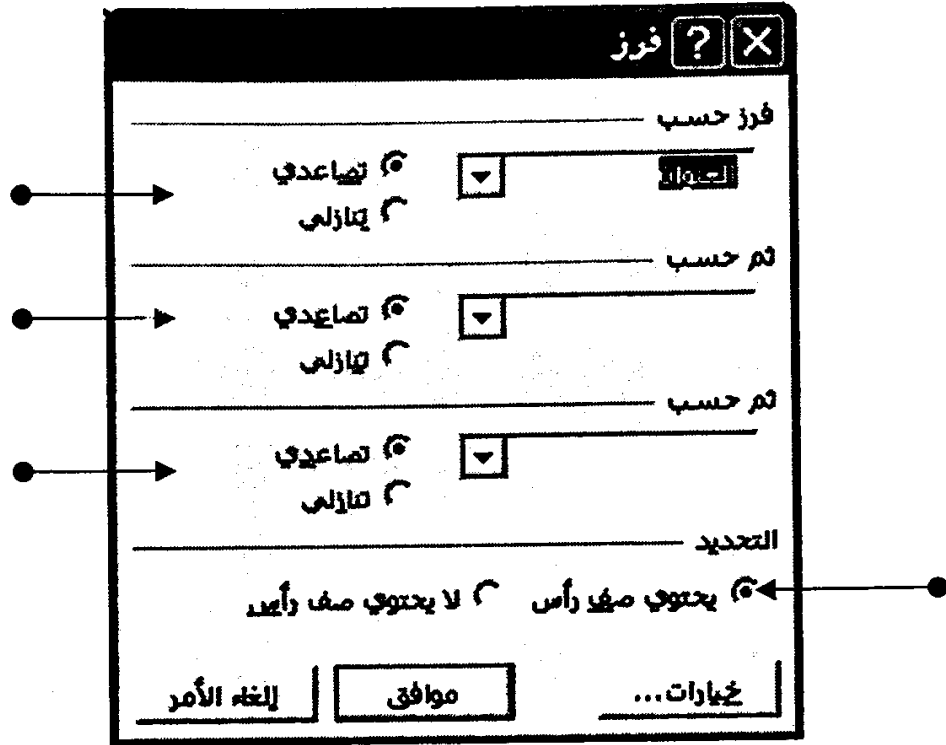 فرز
فرز حسب
تصاعدي
تنازلي
ثم حسب
تصاعدي
تنازلي
ثم حسب
تصاعدي
تنازلي
التحديد
يحتوي صف رأس لا يحتوي صف رأس
خيارات... موافق إلغاء الأمر